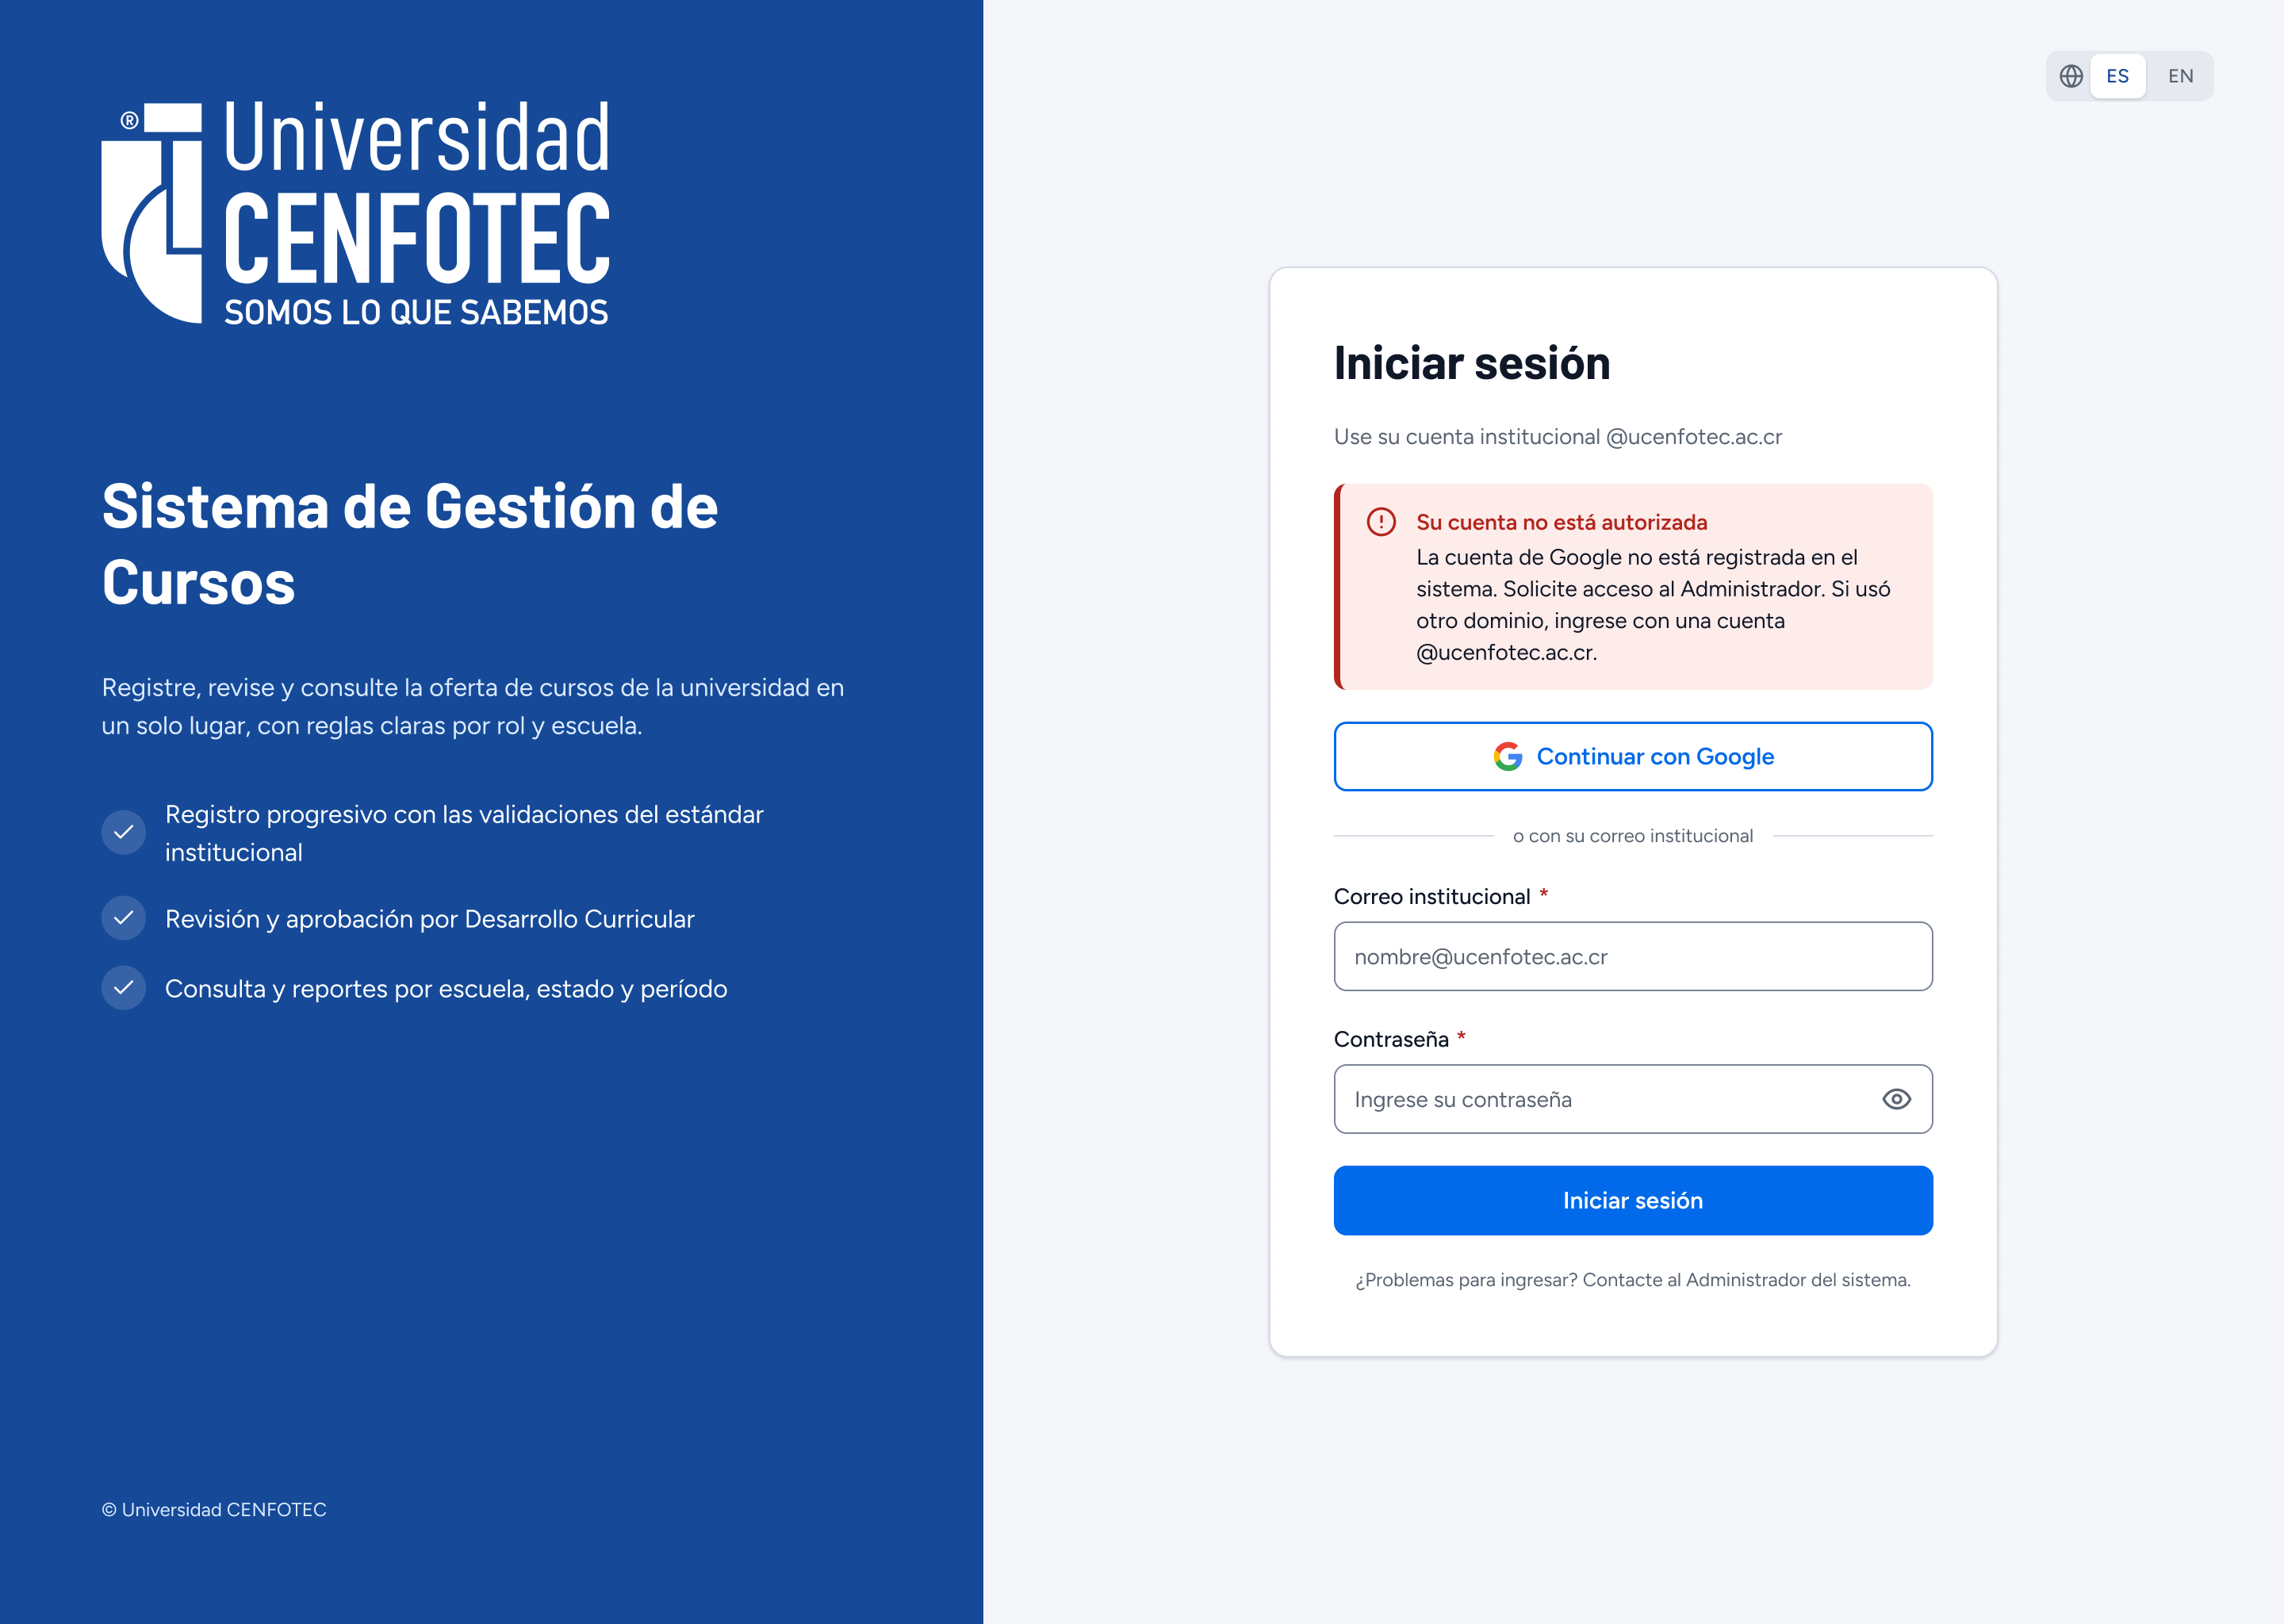 ®
Universidad
CENFOTEC
SOMOS LO QUE SABEMOS
Sistema de Gestión de
Cursos
Registre, revise y consulte la oferta de cursos de la universidad en
un solo lugar, con reglas claras por rol y escuela.
Registro progresivo con las validaciones del estándar
institucional
Revisión y aprobación por Desarrollo Curricular
Consulta y reportes por escuela, estado y período
© Universidad CENFOTEC
ES EN
Iniciar sesión
Use su cuenta institucional @ucenfotec.ac.cr
Su cuenta no está autorizada
La cuenta de Google no está registrada en el
sistema. Solicite acceso al Administrador. Si usó
otro dominio, ingrese con una cuenta
@ucenfotec.ac.cr.
Continuar con Google
o con su correo institucional
Correo institucional *
nombre@ucenfotec.ac.cr
Contraseña *
Ingrese su contraseña
Iniciar sesión
¿Problemas para ingresar? Contacte al Administrador del sistema.